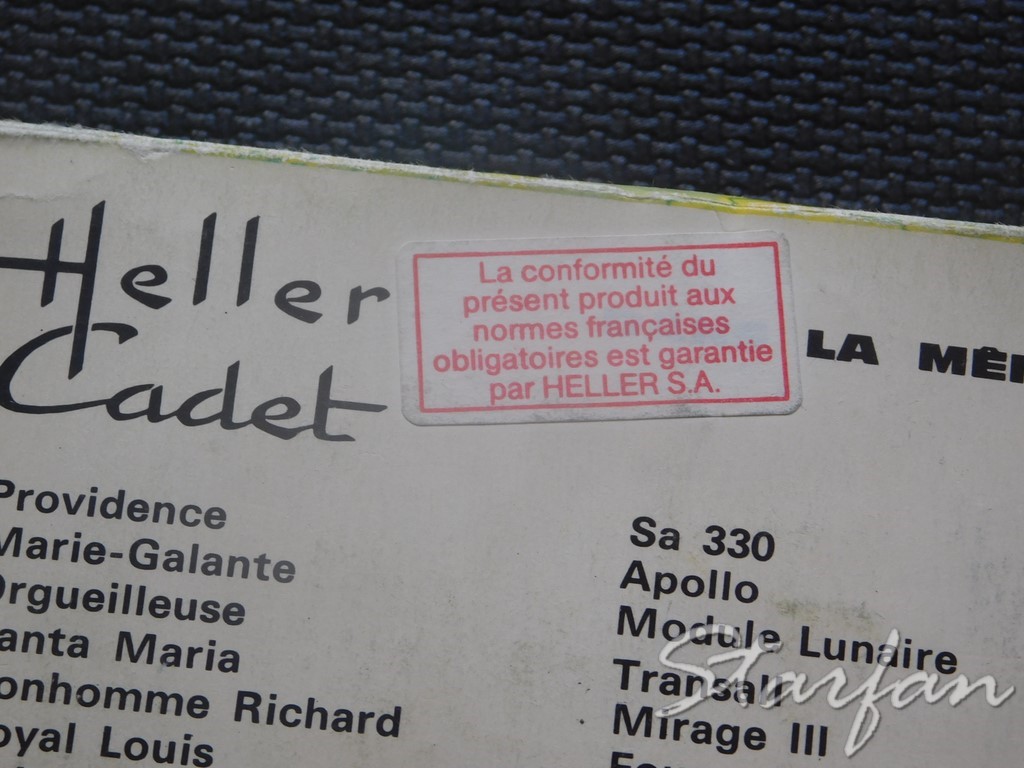 Heller
Cadet
La conformité du
présent produit aux
normes françaises
obligatoires est garantie
par HELLER S.A.
LA
Providence
Marie-Galante
Orgueilleuse
anta Maria
onhomme Richard
oyal Louis
Sa 330
Apollo
Module Lunaire
Transall
Mirage III
Starfan